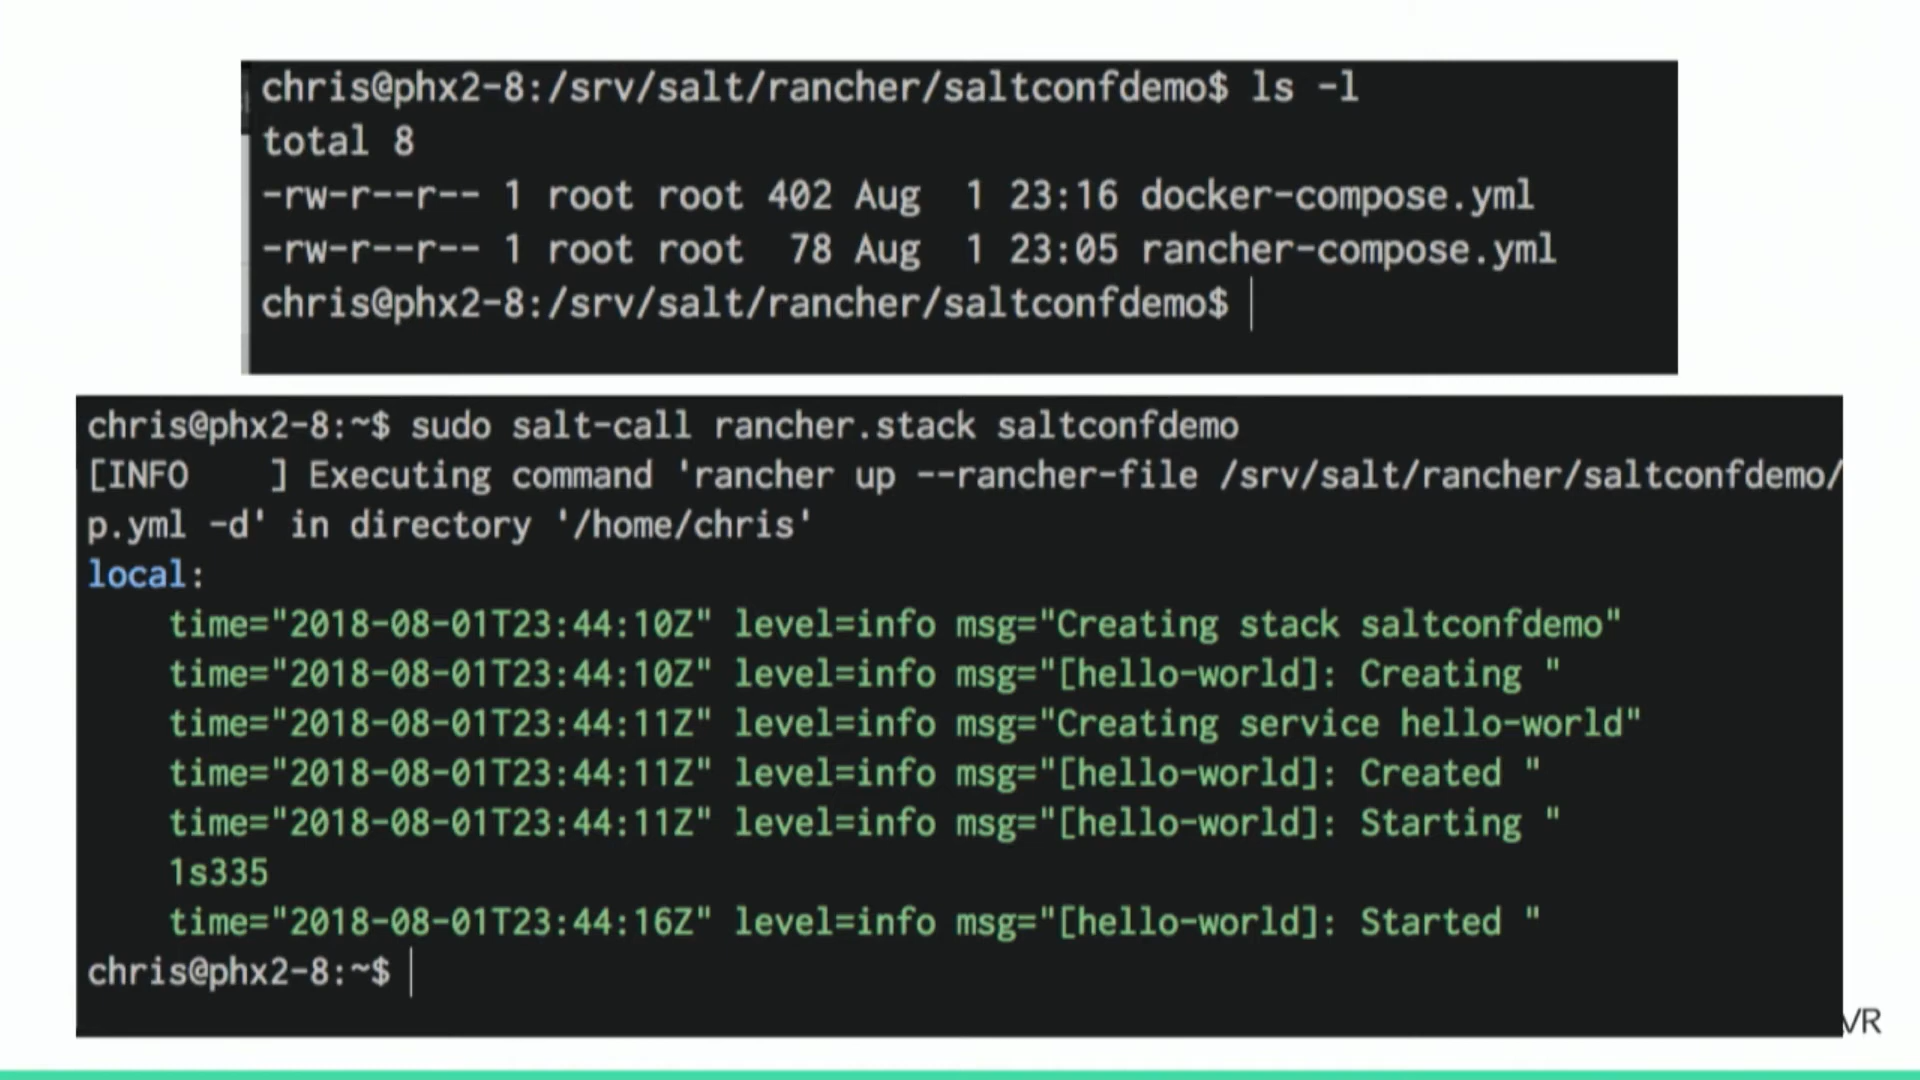 chris@phx2-8:/srv/salt/rancher/saltconfdemo$ ls -l
total 8
-rw-r--r-- 1 root root 402 Aug  1 23:16 docker-compose.yml
-rw-r--r-- 1 root root  78 Aug  1 23:05 rancher-compose.yml
chris@phx2-8:/srv/salt/rancher/saltconfdemo$
chris@phx2-8:~$ sudo salt-call rancher.stack saltconfdemo
[INFO    ] Executing command 'rancher up --rancher-file /srv/salt/rancher/saltconfdemo/
p.yml -d' in directory '/home/chris'
local:
    time="2018-08-01T23:44:10Z" level=info msg="Creating stack saltconfdemo"
    time="2018-08-01T23:44:10Z" level=info msg="[hello-world]: Creating "
    time="2018-08-01T23:44:11Z" level=info msg="Creating service hello-world"
    time="2018-08-01T23:44:11Z" level=info msg="[hello-world]: Created "
    time="2018-08-01T23:44:11Z" level=info msg="[hello-world]: Starting "
    1s335
    time="2018-08-01T23:44:16Z" level=info msg="[hello-world]: Started "
chris@phx2-8:~$
VR